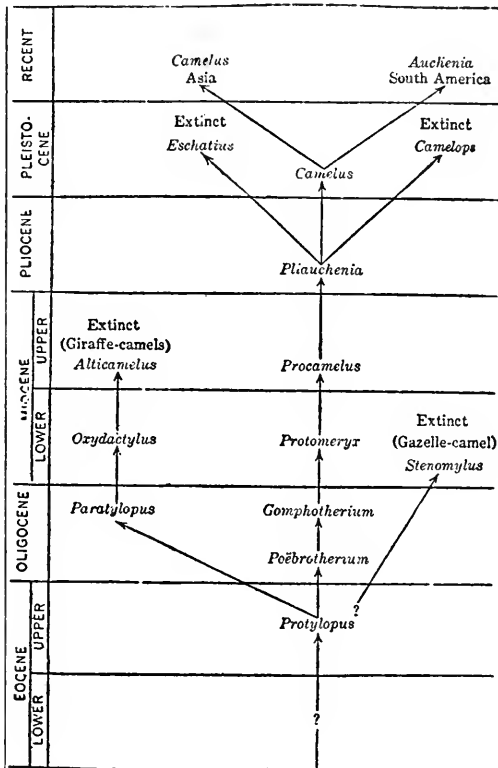 RECENT
Camelus
Asia
Auchenia
South America
PLEISTO-
CENE
Extinct
Eschatius
Extinct
Camelops
Camelus
PLIOCENE
Pliauchenia
MIOCENE
UPPER
Extinct
(Giraffe-camels)
Alticamelus
Procamelus
LOWER
Oxydactylus
Protomeryx
Extinct
(Gazelle-camel)
Stenomylus
OLIGOCENE
Paratylopus
Gomphotherium
Poëbrotherium
EOCENE
UPPER
?
Protylopus
LOWER
?